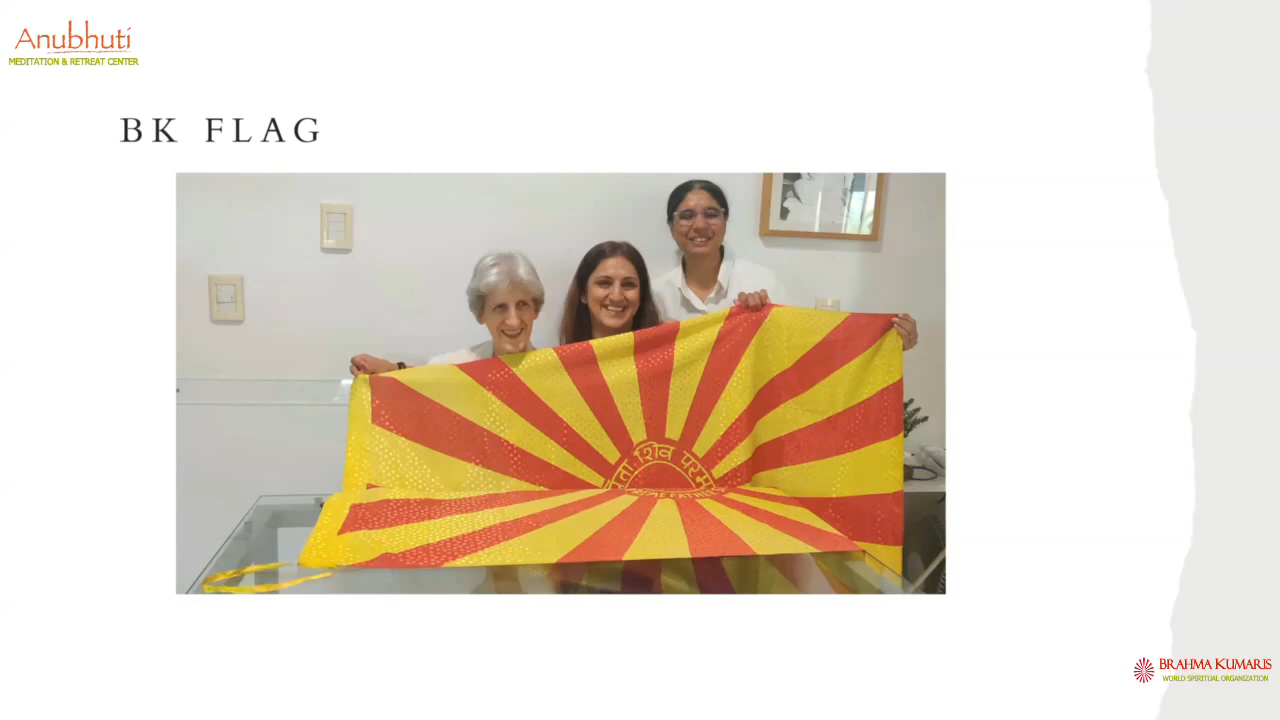 Anubhuti
MEDITATION & RETREAT CENTER
BK FLAG
शिव
BRAHMA KUMARIS
WORLD SPIRITUAL ORGANIZATION